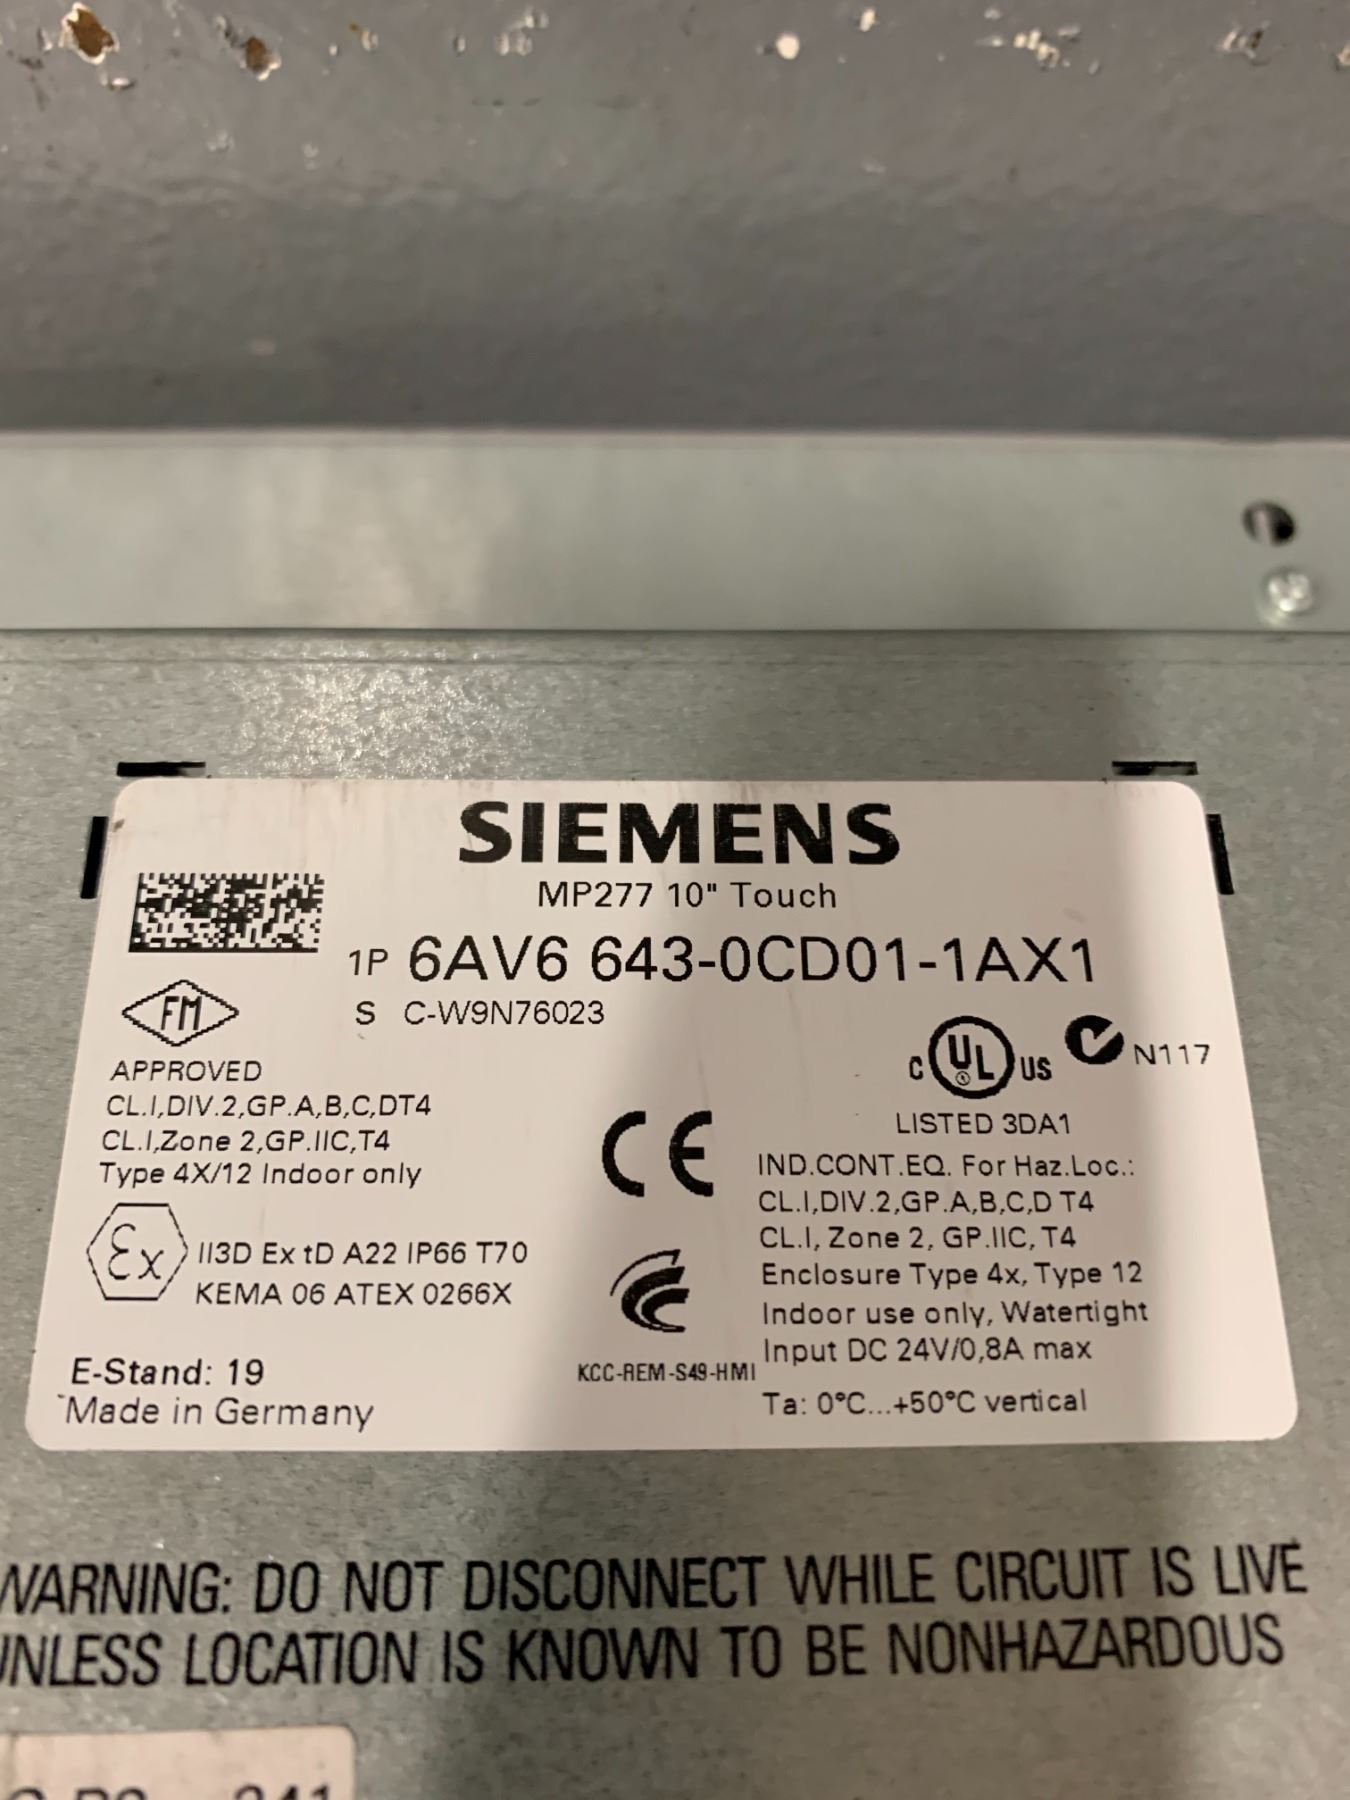 SIEMENS
MP277 10" Touch
1P 6AV6 643-0CD01-1AX1
S C-W9N76023
FM
APPROVED
CL.I,DIV.2,GP.A,B,C,DT4
CL.I,Zone 2,GP.IIC,T4
Type 4X/12 Indoor only
Ex II3D Ex tD A22 IP66 T70
KEMA 06 ATEX 0266X
E-Stand: 19
Made in Germany
CE
KCC-REM-S49-HMI
C UL US N117
LISTED 3DA1
IND.CONT.EQ. For Haz.Loc.:
CL.I,DIV.2,GP.A,B,C,D T4
CL.I, Zone 2, GP.IIC, T4
Enclosure Type 4x, Type 12
Indoor use only, Watertight
Input DC 24V/0,8A max
Ta: 0°C...+50°C vertical
WARNING: DO NOT DISCONNECT WHILE CIRCUIT IS LIVE
UNLESS LOCATION IS KNOWN TO BE NONHAZARDOUS